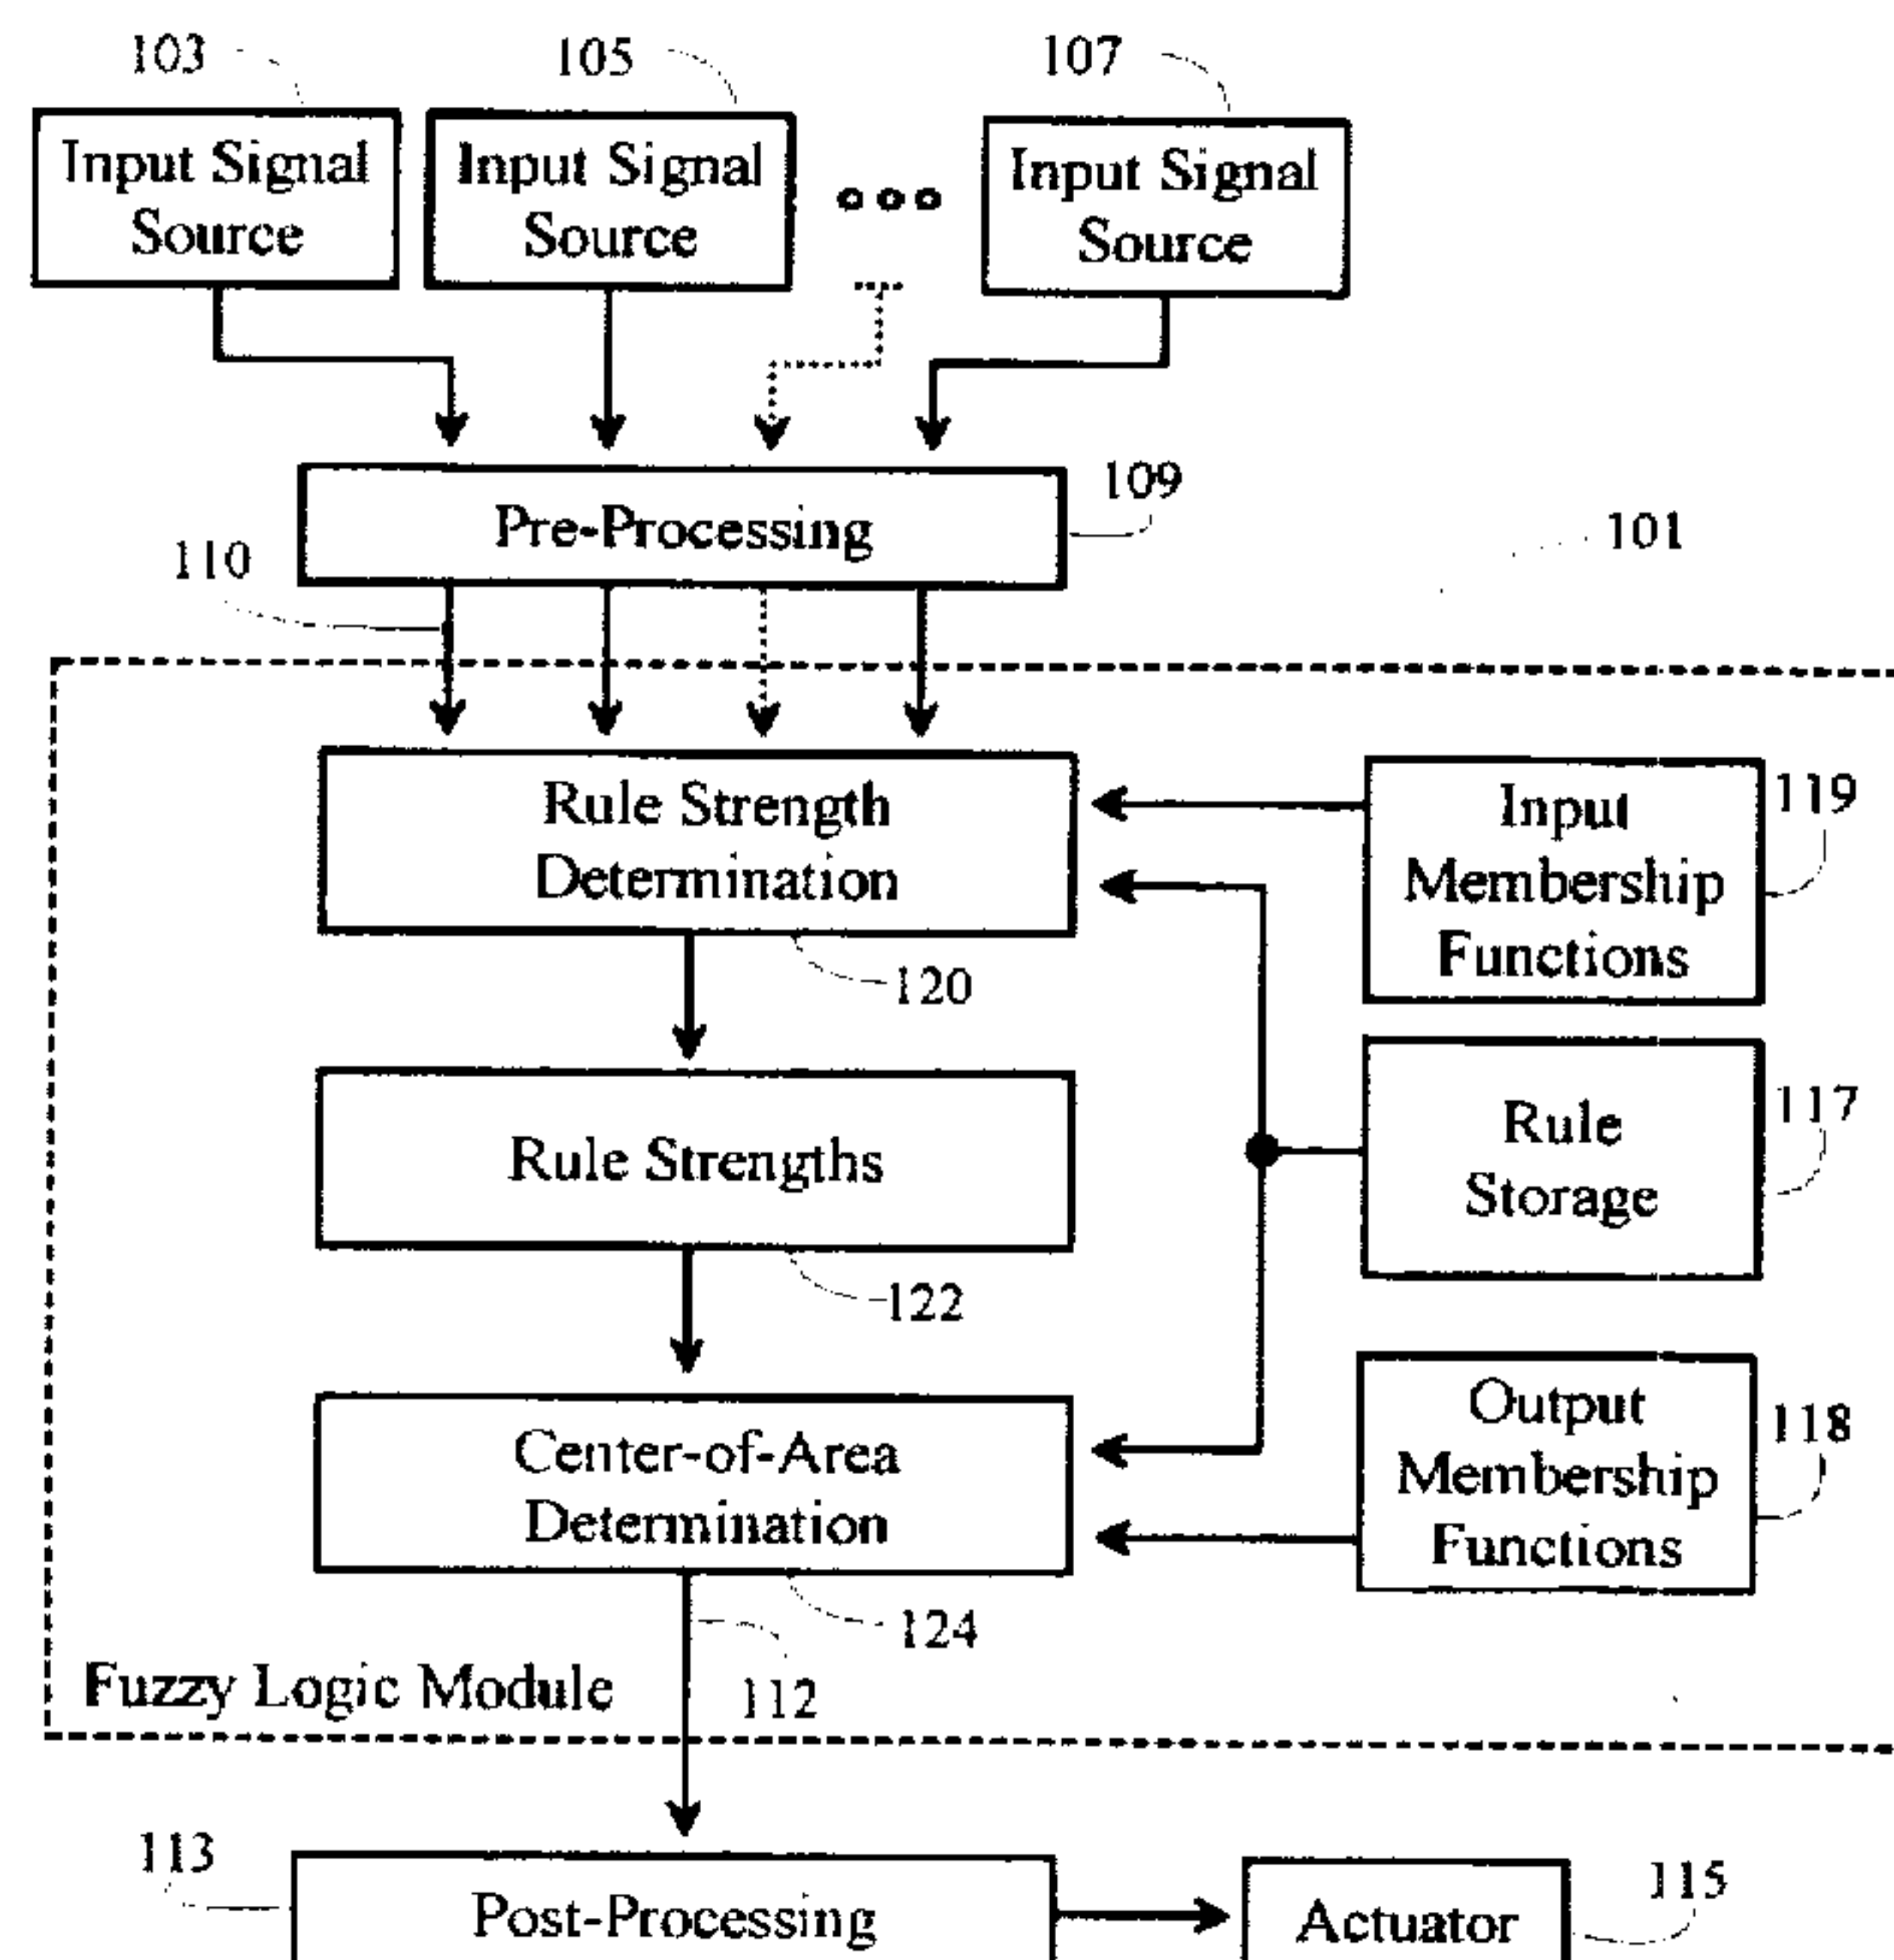 103
105
107
Input Signal
Source
Input Signal
Source
Input Signal
Source
Pre-Processing
109
110
101
Rule Strength
Determination
120
Input
Membership
Functions
119
Rule Strengths
122
Rule
Storage
117
Center-of-Area
Determination
124
Output
Membership
Functions
118
Fuzzy Logic Module
112
113
Post-Processing
Actuator
115